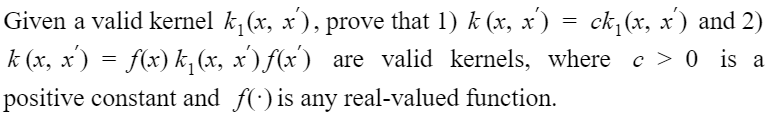 Given a valid kernel k₁(x, x′), prove that 1) k (x, x′) = ck₁(x, x′) and 2)
k (x, x′) = f(x) k₁(x, x′)f(x′) are valid kernels, where c > 0 is a
positive constant and f(·) is any real-valued function.